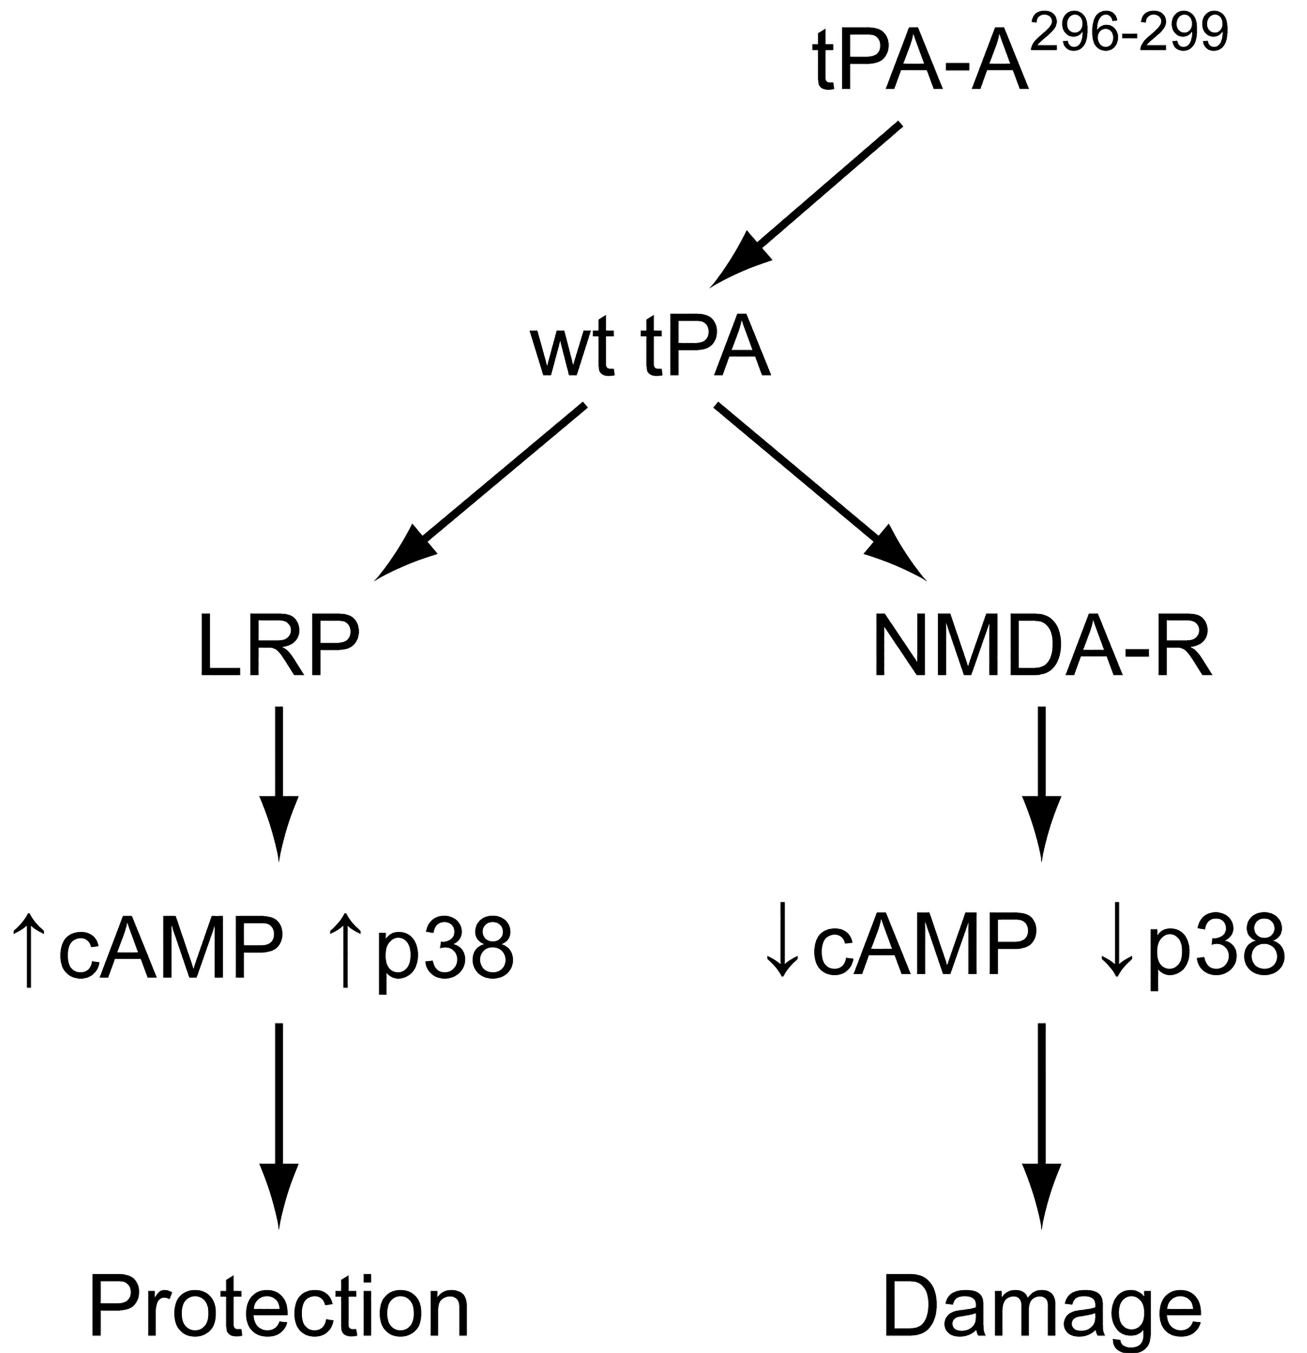 tPA-A296-299
wt tPA
LRP NMDA-R
↑cAMP ↑p38 ↓cAMP ↓p38
Protection Damage